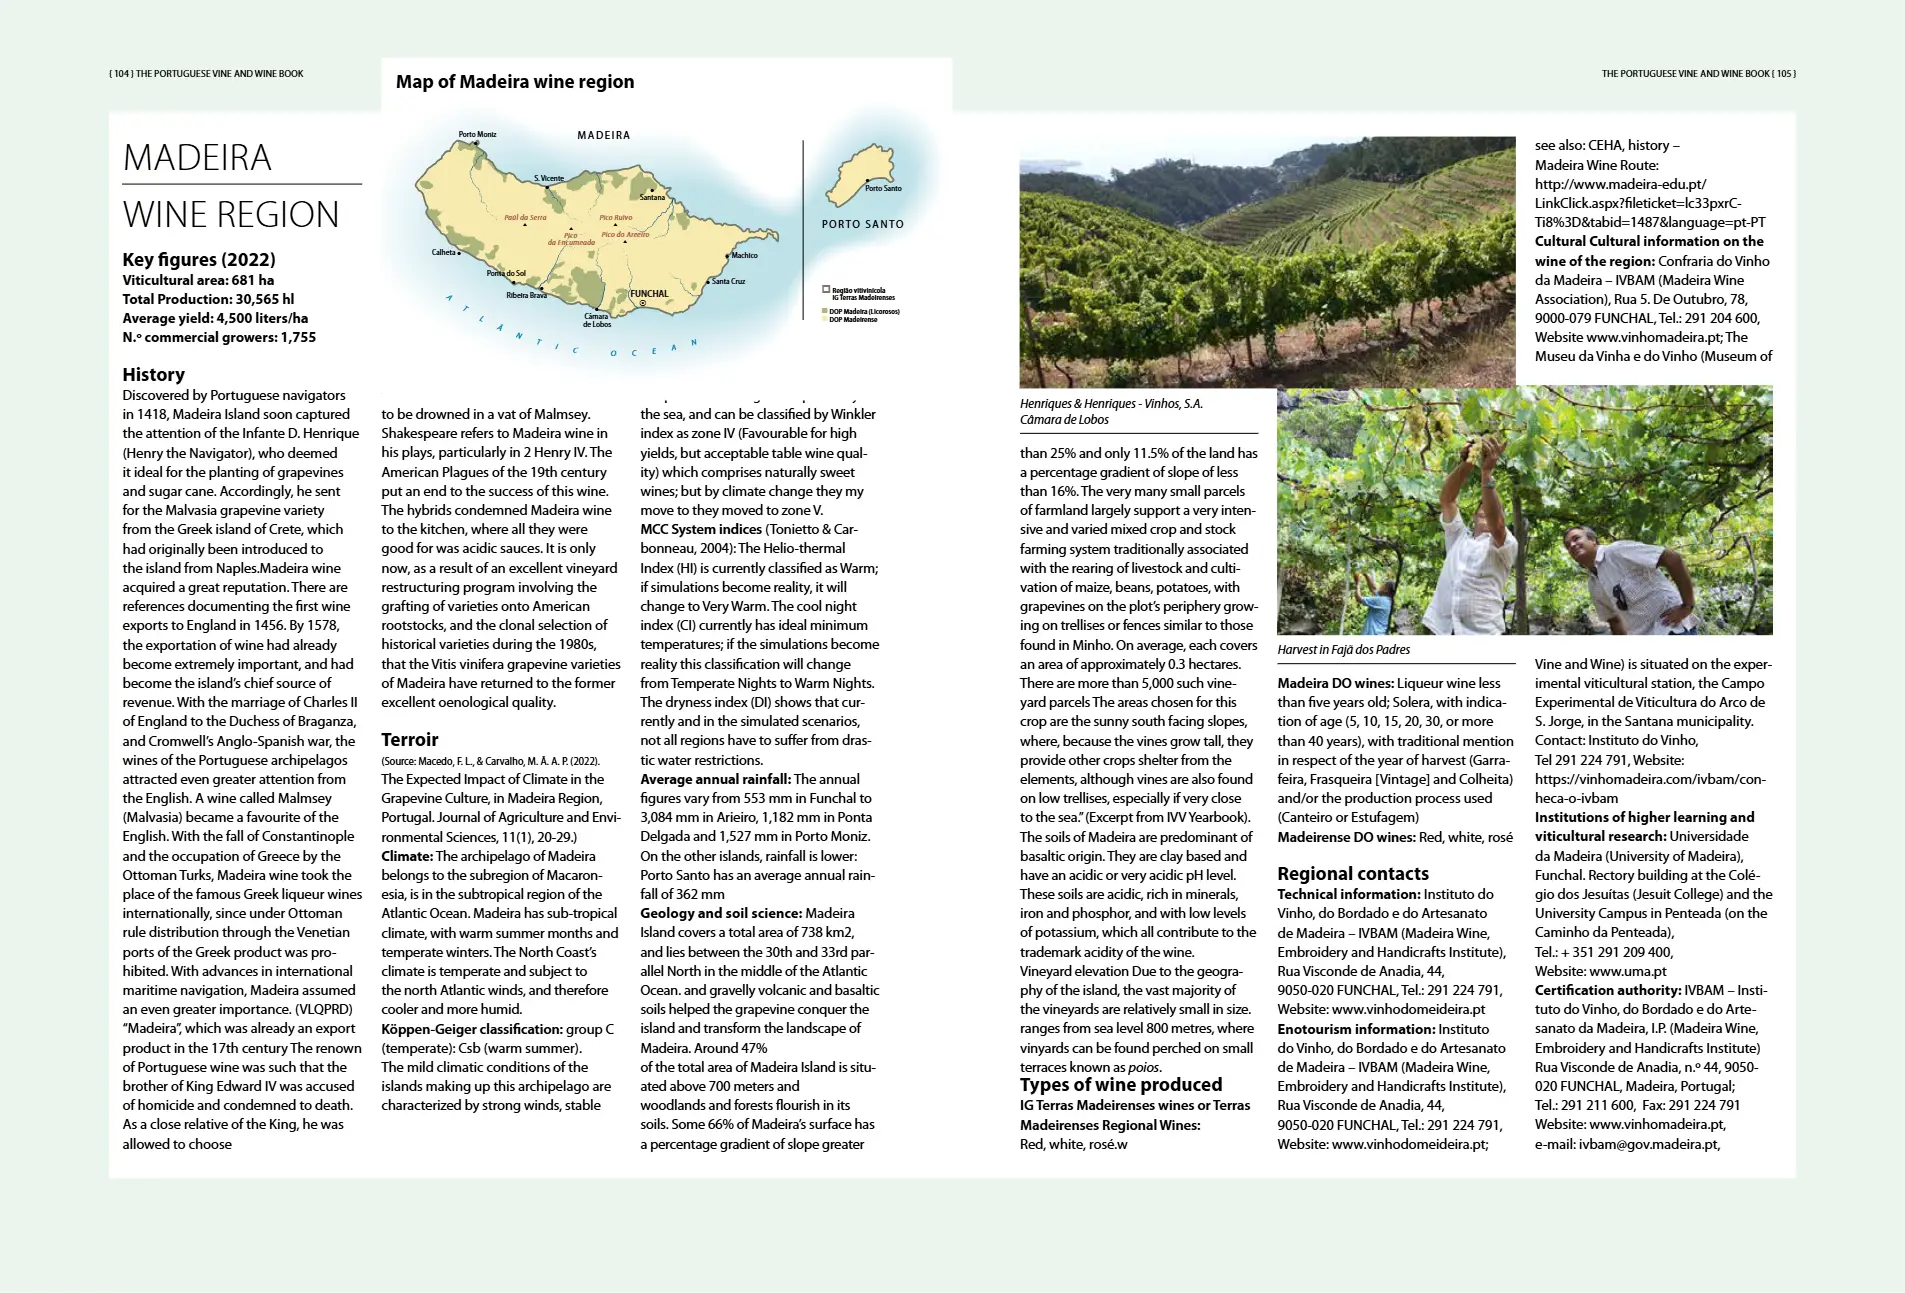 { 104 } THE PORTUGUESE VINE AND WINE BOOK
THE PORTUGUESE VINE AND WINE BOOK { 105 }
MADEIRA
WINE REGION
Key figures (2022)
Viticultural area: 681 ha
Total Production: 30,565 hl
Average yield: 4,500 liters/ha
N.º commercial growers: 1,755
History
Discovered by Portuguese navigators
in 1418, Madeira Island soon captured
the attention of the Infante D. Henrique
(Henry the Navigator), who deemed
it ideal for the planting of grapevines
and sugar cane. Accordingly, he sent
for the Malvasia grapevine variety
from the Greek island of Crete, which
had originally been introduced to
the island from Naples.Madeira wine
acquired a great reputation. There are
references documenting the first wine
exports to England in 1456. By 1578,
the exportation of wine had already
become extremely important, and had
become the island's chief source of
revenue. With the marriage of Charles II
of England to the Duchess of Braganza,
and Cromwell's Anglo-Spanish war, the
wines of the Portuguese archipelagos
attracted even greater attention from
the English. A wine called Malmsey
(Malvasia) became a favourite of the
English. With the fall of Constantinople
and the occupation of Greece by the
Ottoman Turks, Madeira wine took the
place of the famous Greek liqueur wines
internationally, since under Ottoman
rule distribution through the Venetian
ports of the Greek product was pro-
hibited. With advances in international
maritime navigation, Madeira assumed
an even greater importance. (VLQPRD)
"Madeira", which was already an export
product in the 17th century The renown
of Portuguese wine was such that the
brother of King Edward IV was accused
of homicide and condemned to death.
As a close relative of the King, he was
allowed to choose
Map of Madeira wine region
MADEIRA
Porto Moniz
S. Vicente
Santana
Paúl da Serra
Pico Ruivo
Pico
da Encumeada
Pico do Areeiro
Calheta
Machico
Ponta do Sol
Santa Cruz
Ribeira Brava
FUNCHAL
Câmara
de Lobos
ATLÂNTIC OCEAN
Porto Santo
PORTO SANTO
Região vitivinícola
IG Terras Madeirenses
DOP Madeira (Licorosos)
DOP Madeirense
to be drowned in a vat of Malmsey.
Shakespeare refers to Madeira wine in
his plays, particularly in 2 Henry IV. The
American Plagues of the 19th century
put an end to the success of this wine.
The hybrids condemned Madeira wine
to the kitchen, where all they were
good for was acidic sauces. It is only
now, as a result of an excellent vineyard
restructuring program involving the
grafting of varieties onto American
rootstocks, and the clonal selection of
historical varieties during the 1980s,
that the Vitis vinifera grapevine varieties
of Madeira have returned to the former
excellent oenological quality.
Terroir
(Source: Macedo, F. L., & Carvalho, M. Ã. A. P. (2022).
The Expected Impact of Climate in the
Grapevine Culture, in Madeira Region,
Portugal. Journal of Agriculture and Envi-
ronmental Sciences, 11(1), 20-29.)
Climate: The archipelago of Madeira
belongs to the subregion of Macaron-
esia, is in the subtropical region of the
Atlantic Ocean. Madeira has sub-tropical
climate, with warm summer months and
temperate winters. The North Coast's
climate is temperate and subject to
the north Atlantic winds, and therefore
cooler and more humid.
Köppen-Geiger classification: group C
(temperate): Csb (warm summer).
The mild climatic conditions of the
islands making up this archipelago are
characterized by strong winds, stable
the sea, and can be classified by Winkler
index as zone IV (Favourable for high
yields, but acceptable table wine qual-
ity) which comprises naturally sweet
wines; but by climate change they my
move to they moved to zone V.
MCC System indices (Tonietto & Car-
bonneau, 2004): The Helio-thermal
Index (HI) is currently classified as Warm;
if simulations become reality, it will
change to Very Warm. The cool night
index (CI) currently has ideal minimum
temperatures; if the simulations become
reality this classification will change
from Temperate Nights to Warm Nights.
The dryness index (DI) shows that cur-
rently and in the simulated scenarios,
not all regions have to suffer from dras-
tic water restrictions.
Average annual rainfall: The annual
figures vary from 553 mm in Funchal to
3,084 mm in Arieiro, 1,182 mm in Ponta
Delgada and 1,527 mm in Porto Moniz.
On the other islands, rainfall is lower:
Porto Santo has an average annual rain-
fall of 362 mm
Geology and soil science: Madeira
Island covers a total area of 738 km2,
and lies between the 30th and 33rd par-
allel North in the middle of the Atlantic
Ocean. and gravelly volcanic and basaltic
soils helped the grapevine conquer the
island and transform the landscape of
Madeira. Around 47%
of the total area of Madeira Island is situ-
ated above 700 meters and
woodlands and forests flourish in its
soils. Some 66% of Madeira's surface has
a percentage gradient of slope greater
Henriques & Henriques - Vinhos, S.A.
Câmara de Lobos
than 25% and only 11.5% of the land has
a percentage gradient of slope of less
than 16%. The very many small parcels
of farmland largely support a very inten-
sive and varied mixed crop and stock
farming system traditionally associated
with the rearing of livestock and culti-
vation of maize, beans, potatoes, with
grapevines on the plot's periphery grow-
ing on trellises or fences similar to those
found in Minho. On average, each covers
an area of approximately 0.3 hectares.
There are more than 5,000 such vine-
yard parcels The areas chosen for this
crop are the sunny south facing slopes,
where, because the vines grow tall, they
provide other crops shelter from the
elements, although vines are also found
on low trellises, especially if very close
to the sea." (Excerpt from IVV Yearbook).
The soils of Madeira are predominant of
basaltic origin. They are clay based and
have an acidic or very acidic pH level.
These soils are acidic, rich in minerals,
iron and phosphor, and with low levels
of potassium, which all contribute to the
trademark acidity of the wine.
Vineyard elevation Due to the geogra-
phy of the island, the vast majority of
the vineyards are relatively small in size.
ranges from sea level 800 metres, where
vinyards can be found perched on small
terraces known as poios.
Types of wine produced
IG Terras Madeirenses wines or Terras
Madeirenses Regional Wines:
Red, white, rosé.w
Harvest in Fajã dos Padres
Madeira DO wines: Liqueur wine less
than five years old; Solera, with indica-
tion of age (5, 10, 15, 20, 30, or more
than 40 years), with traditional mention
in respect of the year of harvest (Garra-
feira, Frasqueira [Vintage] and Colheita)
and/or the production process used
(Canteiro or Estufagem)
Madeirense DO wines: Red, white, rosé
Regional contacts
Technical information: Instituto do
Vinho, do Bordado e do Artesanato
de Madeira – IVBAM (Madeira Wine,
Embroidery and Handicrafts Institute),
Rua Visconde de Anadia, 44,
9050-020 FUNCHAL, Tel.: 291 224 791,
Website: www.vinhodomeideira.pt
Enotourism information: Instituto
do Vinho, do Bordado e do Artesanato
de Madeira – IVBAM (Madeira Wine,
Embroidery and Handicrafts Institute),
Rua Visconde de Anadia, 44,
9050-020 FUNCHAL, Tel.: 291 224 791,
Website: www.vinhodomeideira.pt;
see also: CEHA, history –
Madeira Wine Route:
http://www.madeira-edu.pt/
LinkClick.aspx?fileticket=lc33pxrC-
Ti8%3D&tabid=1487&language=pt-PT
Cultural Cultural information on the
wine of the region: Confraria do Vinho
da Madeira – IVBAM (Madeira Wine
Association), Rua 5. De Outubro, 78,
9000-079 FUNCHAL, Tel.: 291 204 600,
Website www.vinhomadeira.pt; The
Museu da Vinha e do Vinho (Museum of
Vine and Wine) is situated on the exper-
imental viticultural station, the Campo
Experimental de Viticultura do Arco de
S. Jorge, in the Santana municipality.
Contact: Instituto do Vinho,
Tel 291 224 791, Website:
https://vinhomadeira.com/ivbam/con-
heca-o-ivbam
Institutions of higher learning and
viticultural research: Universidade
da Madeira (University of Madeira),
Funchal. Rectory building at the Colé-
gio dos Jesuítas (Jesuit College) and the
University Campus in Penteada (on the
Caminho da Penteada),
Tel.: + 351 291 209 400,
Website: www.uma.pt
Certification authority: IVBAM – Insti-
tuto do Vinho, do Bordado e do Arte-
sanato da Madeira, I.P. (Madeira Wine,
Embroidery and Handicrafts Institute)
Rua Visconde de Anadia, n.º 44, 9050-
020 FUNCHAL, Madeira, Portugal;
Tel.: 291 211 600, Fax: 291 224 791
Website: www.vinhomadeira.pt,
e-mail: ivbam@gov.madeira.pt,